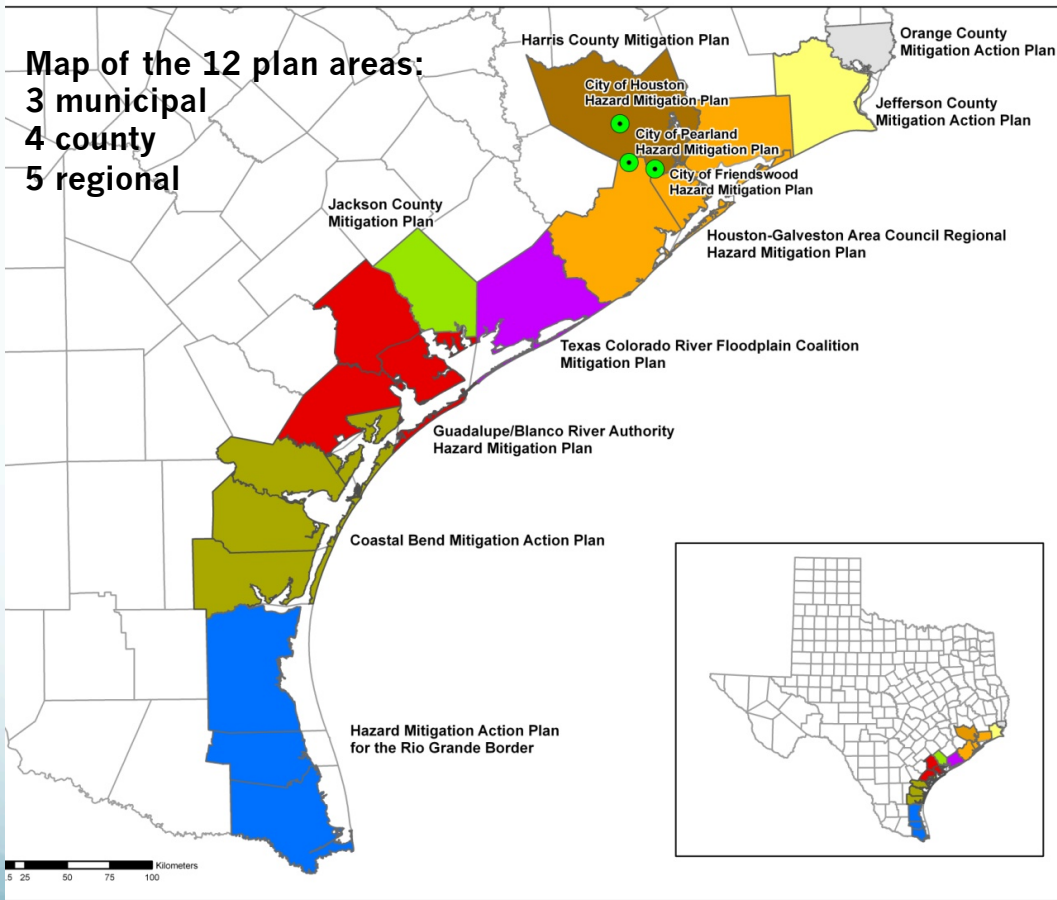 Map of the 12 plan areas:
3 municipal
4 county
5 regional
Harris County Mitigation Plan
Orange County
Mitigation Action Plan
City of Houston
Hazard Mitigation Plan
Jefferson County
Mitigation Action Plan
City of Pearland
Hazard Mitigation Plan
City of Friendswood
Hazard Mitigation Plan
Jackson County
Mitigation Plan
Houston-Galveston Area Council Regional
Hazard Mitigation Plan
Texas Colorado River Floodplain Coalition
Mitigation Plan
Guadalupe/Blanco River Authority
Hazard Mitigation Plan
Coastal Bend Mitigation Action Plan
Hazard Mitigation Action Plan
for the Rio Grande Border
Kilometers
25 50 75 100